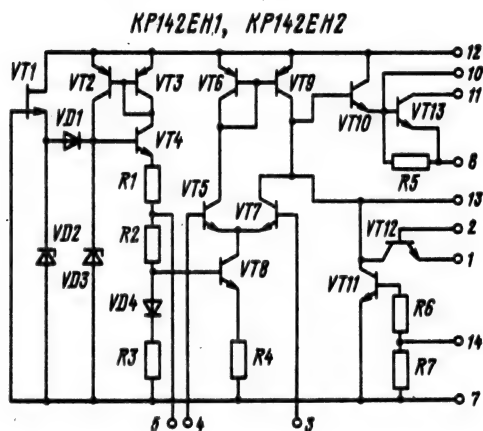 КР142ЕН1, КР142ЕН2
VT1
VT2
VT3
VT6
VT9
12
10
11
VD1
VT4
VT10
VT13
R1
R5
8
VT5
VT7
13
VT12
2
R2
VT8
VT11
1
VD2
VD3
VD4
R6
R3
R4
R7
14
7
6
4
3